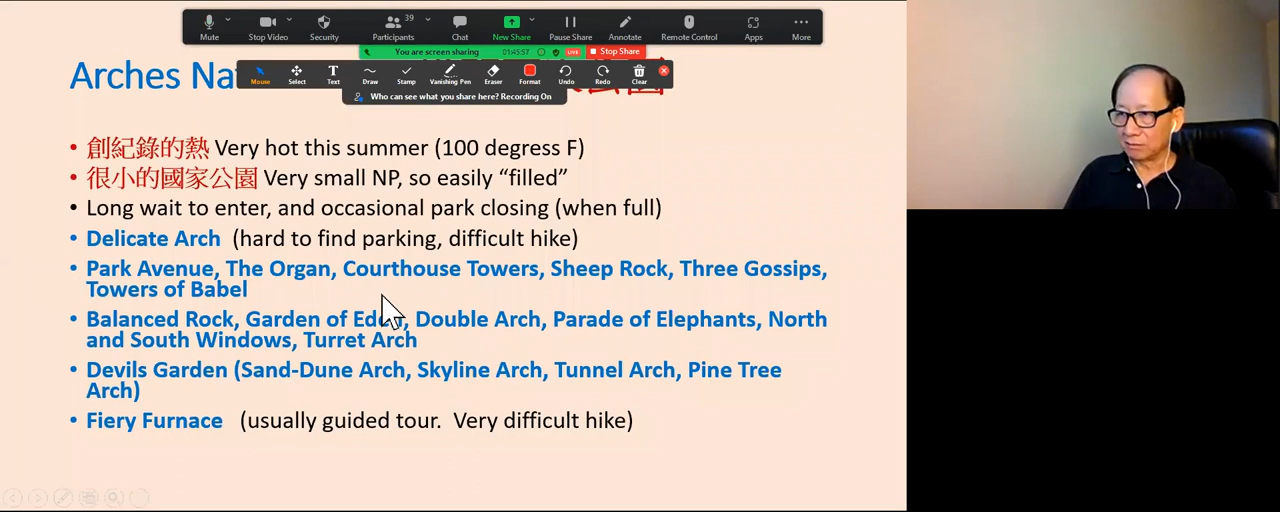 39
Mute
Stop Video
Security
Participants
Chat
New Share
Pause Share
Annotate
Remote Control
Apps
More
You are screen sharing
01:45:57
LIVE
Stop Share
Mouse
Select
Text
Draw
Stamp
Vanishing Pen
Eraser
Format
Undo
Redo
Clear
Who can see what you share here? Recording On
Arches Na
• 創紀錄的熱 Very hot this summer (100 degress F)
• 很小的國家公園 Very small NP, so easily “filled”
• Long wait to enter, and occasional park closing (when full)
• Delicate Arch (hard to find parking, difficult hike)
• Park Avenue, The Organ, Courthouse Towers, Sheep Rock, Three Gossips,
Towers of Babel
• Balanced Rock, Garden of Eden, Double Arch, Parade of Elephants, North
and South Windows, Turret Arch
• Devils Garden (Sand-Dune Arch, Skyline Arch, Tunnel Arch, Pine Tree
Arch)
• Fiery Furnace (usually guided tour. Very difficult hike)